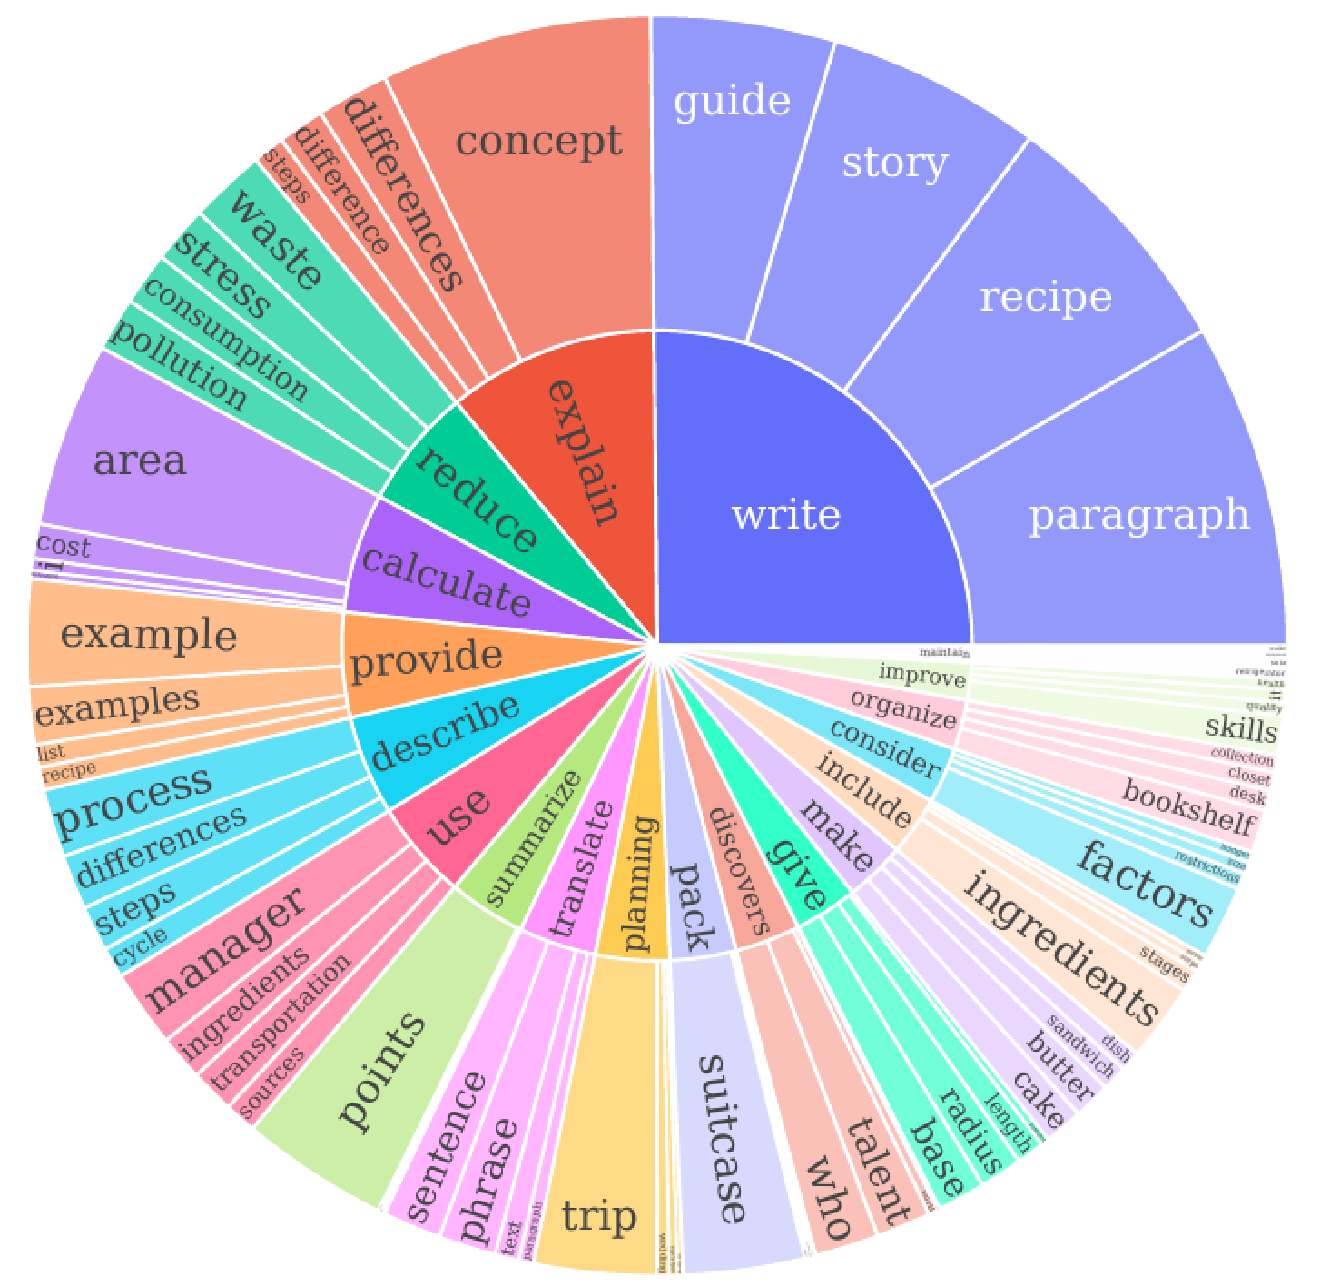 write
paragraph
recipe
story
guide
explain
concept
differences
difference
steps
reduce
waste
stress
consumption
pollution
calculate
area
cost
provide
example
examples
list
recipe
describe
process
differences
steps
cycle
use
manager
ingredients
transportation
sources
summarize
points
translate
sentence
phrase
text
paragraph
planning
trip
pack
suitcase
discovers
who
talent
give
base
radius
length
make
cake
butter
sandwich
dish
include
ingredients
stages
consider
factors
restrictions
organize
bookshelf
desk
closet
collection
improve
skills
quality
it
health
maintain
refrigerator